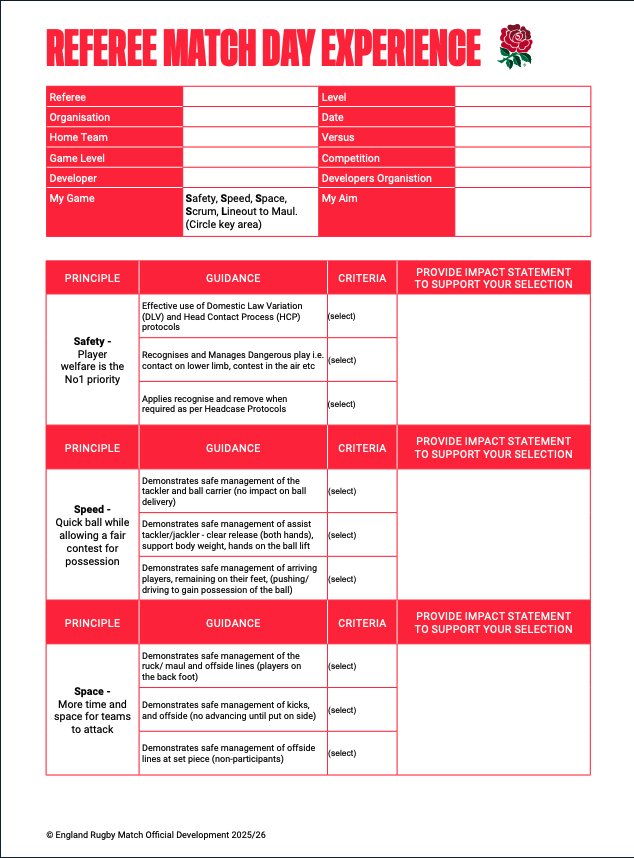 REFEREE MATCH DAY EXPERIENCE
Referee
Level
Organisation
Date
Home Team
Versus
Game Level
Competition
Developer
Developers Organistion
My Game
Safety, Speed, Space,
Scrum, Lineout to Maul.
(Circle key area)
My Aim
PRINCIPLE
GUIDANCE
CRITERIA
PROVIDE IMPACT STATEMENT
TO SUPPORT YOUR SELECTION
Safety -
Player
welfare is the
No1 priority
Effective use of Domestic Law Variation
(DLV) and Head Contact Process (HCP)
protocols
(select)
Recognises and Manages Dangerous play i.e.
contact on lower limb, contest in the air etc
(select)
Applies recognise and remove when
required as per Headcase Protocols
(select)
PRINCIPLE
GUIDANCE
CRITERIA
PROVIDE IMPACT STATEMENT
TO SUPPORT YOUR SELECTION
Speed -
Quick ball while
allowing a fair
contest for
possession
Demonstrates safe management of the
tackler and ball carrier (no impact on ball
delivery)
(select)
Demonstrates safe management of assist
tackler/jackler - clear release (both hands),
support body weight, hands on the ball lift
(select)
Demonstrates safe management of arriving
players, remaining on their feet, (pushing/
driving to gain possession of the ball)
(select)
PRINCIPLE
GUIDANCE
CRITERIA
PROVIDE IMPACT STATEMENT
TO SUPPORT YOUR SELECTION
Space -
More time and
space for teams
to attack
Demonstrates safe management of the
ruck/ maul and offside lines (players on
the back foot)
(select)
Demonstrates safe management of kicks,
and offside (no advancing until put on side)
(select)
Demonstrates safe management of offside
lines at set piece (non-participants)
(select)
© England Rugby Match Official Development 2025/26